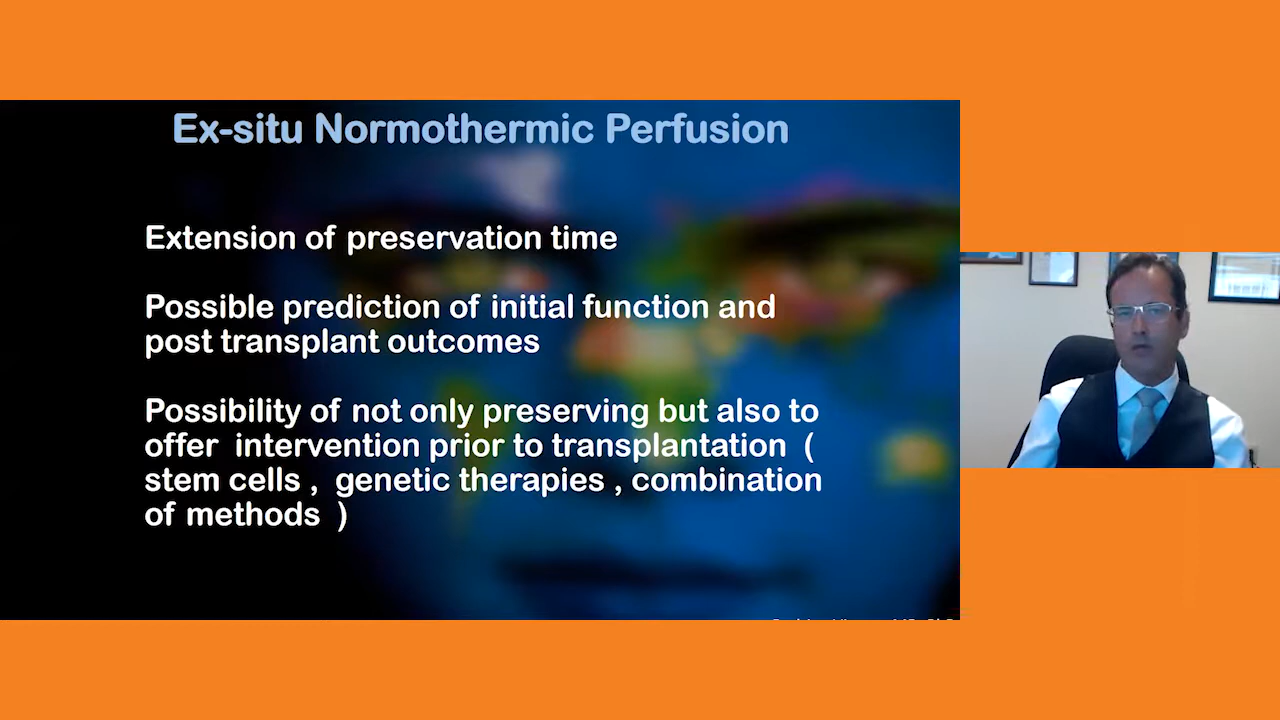 Ex-situ Normothermic Perfusion
Extension of preservation time
Possible prediction of initial function and
post transplant outcomes
Possibility of not only preserving but also to
offer intervention prior to transplantation (
stem cells , genetic therapies , combination
of methods )